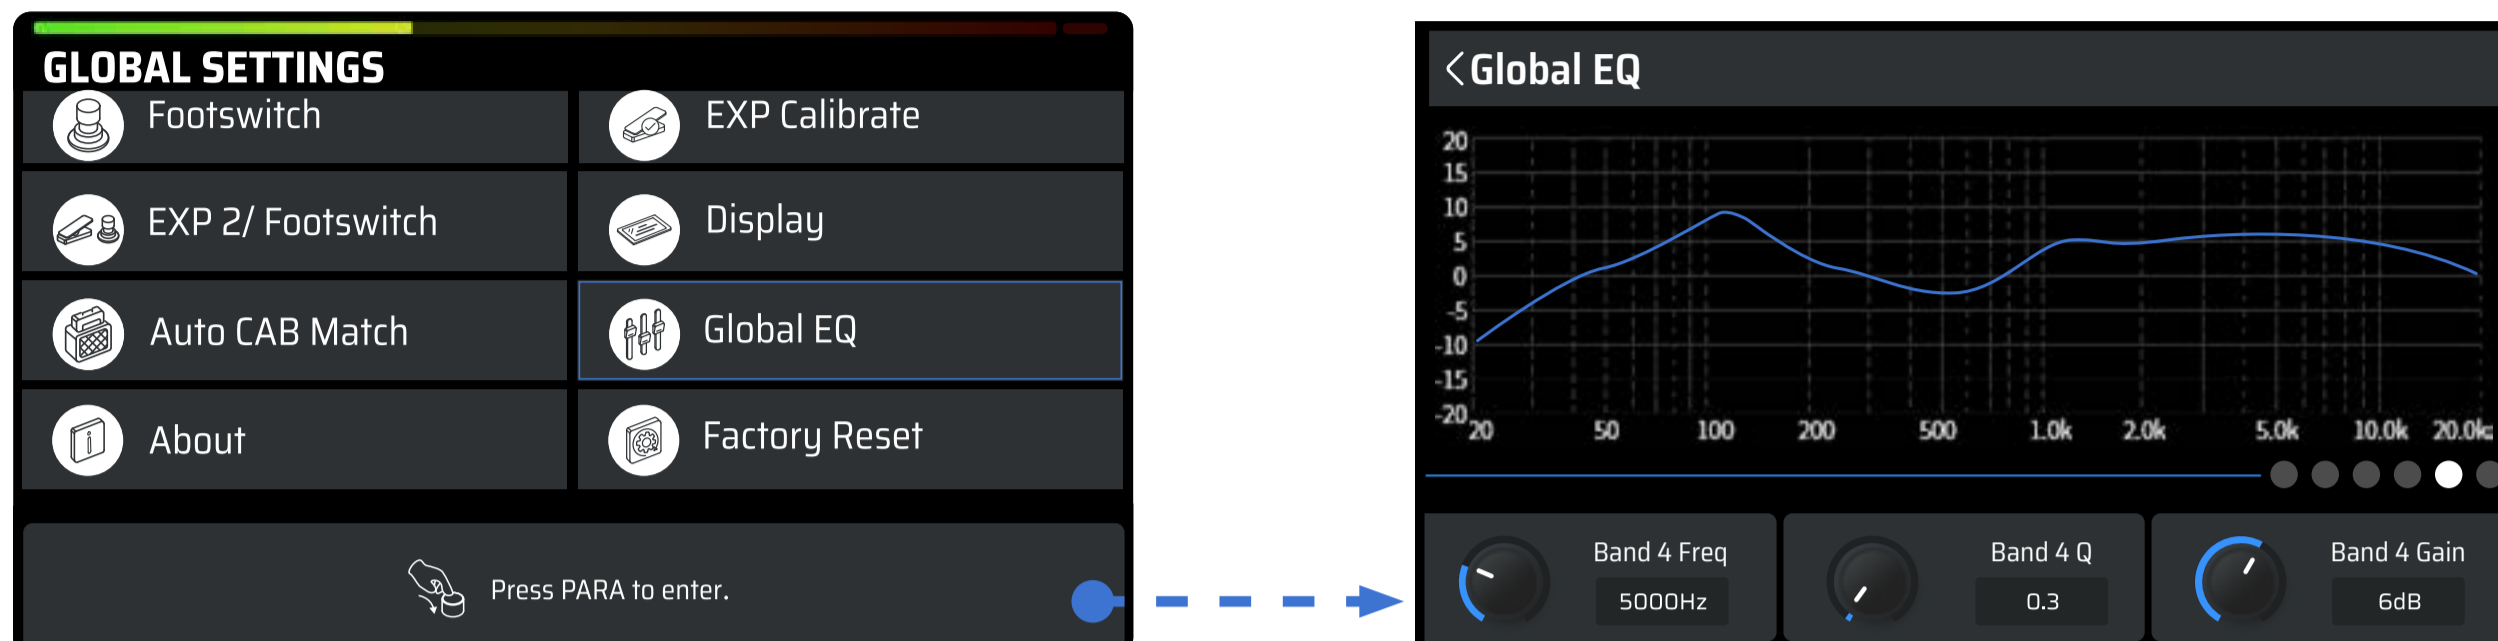 GLOBAL SETTINGS
Footswitch
EXP Calibrate
EXP 2/ Footswitch
Display
Auto CAB Match
Global EQ
About
Factory Reset
Press PARA to enter.
Global EQ
20
15
10
5
0
-5
-10
-15
-20
20 50 100 200 500 1.0k 2.0k 5.0k 10.0k 20.0k
Band 4 Freq
5000Hz
Band 4 Q
0.3
Band 4 Gain
6dB